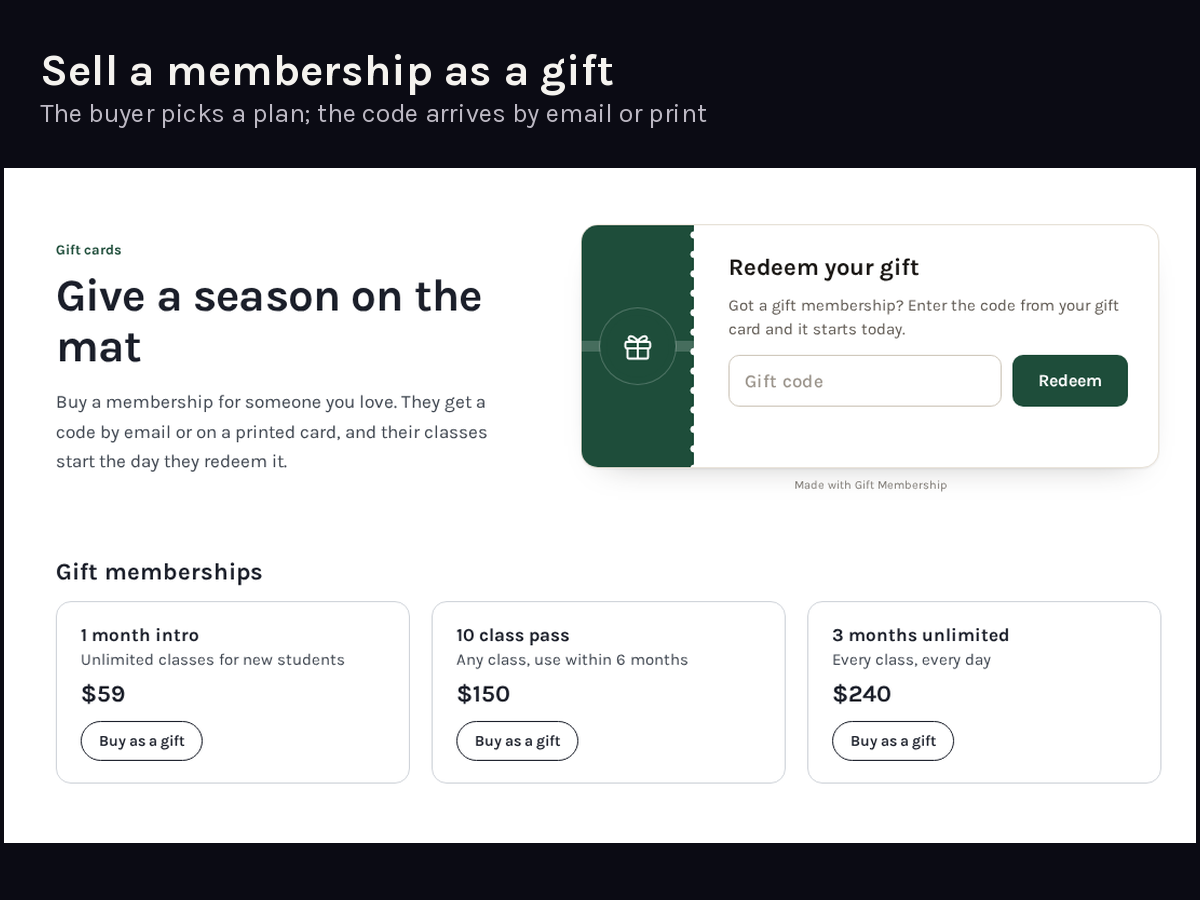 Sell a membership as a gift
The buyer picks a plan; the code arrives by email or print
Gift cards
Give a season on the
mat
Buy a membership for someone you love. They get a
code by email or on a printed card, and their classes
start the day they redeem it.
Redeem your gift
Got a gift membership? Enter the code from your gift
card and it starts today.
Gift code
Redeem
Made with Gift Membership
Gift memberships
1 month intro
Unlimited classes for new students
$59
Buy as a gift
10 class pass
Any class, use within 6 months
$150
Buy as a gift
3 months unlimited
Every class, every day
$240
Buy as a gift